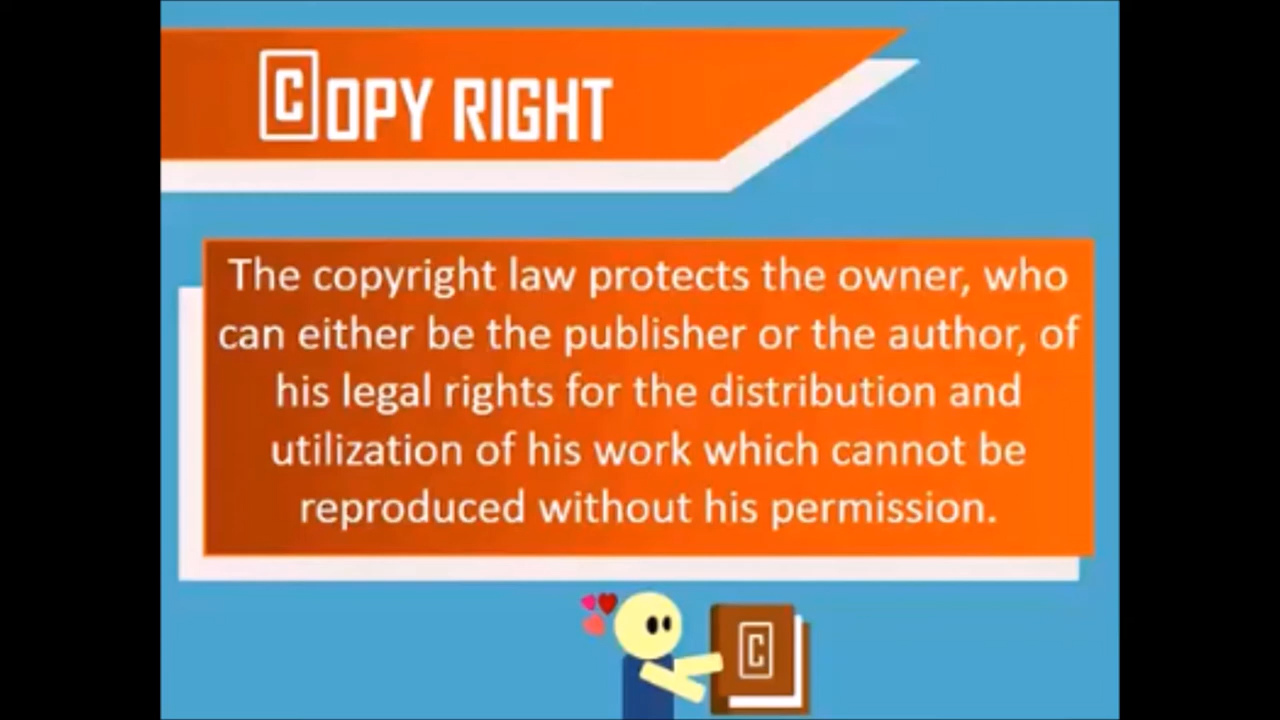 COPY RIGHT
The copyright law protects the owner, who
can either be the publisher or the author, of
his legal rights for the distribution and
utilization of his work which cannot be
reproduced without his permission.
C